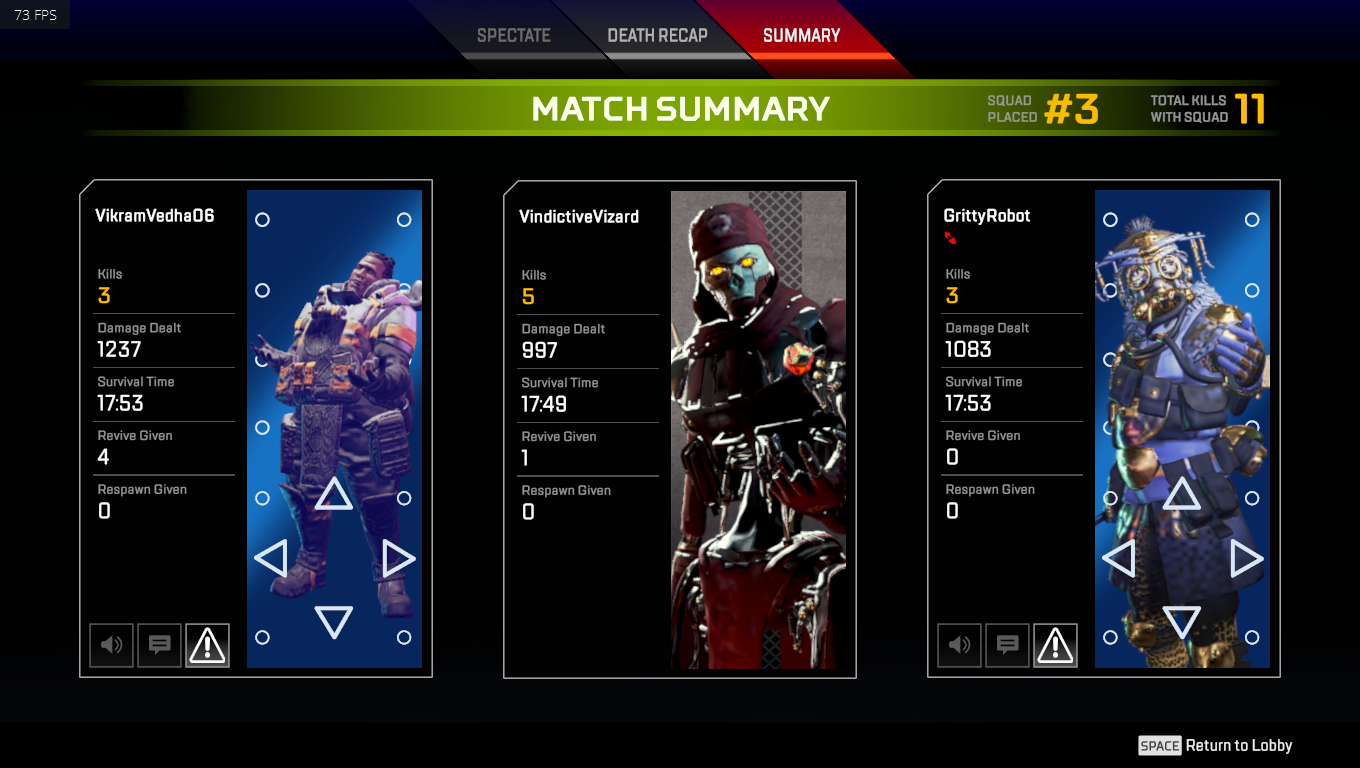 73 FPS
SPECTATE
DEATH RECAP
SUMMARY
MATCH SUMMARY
SQUAD
PLACED
#3
TOTAL KILLS
WITH SQUAD
11
VikramVedha06
Kills
3
Damage Dealt
1237
Survival Time
17:53
Revive Given
4
Respawn Given
0
VindictiveVizard
Kills
5
Damage Dealt
997
Survival Time
17:49
Revive Given
1
Respawn Given
0
GrittyRobot
Kills
3
Damage Dealt
1083
Survival Time
17:53
Revive Given
0
Respawn Given
0
SPACE Return to Lobby